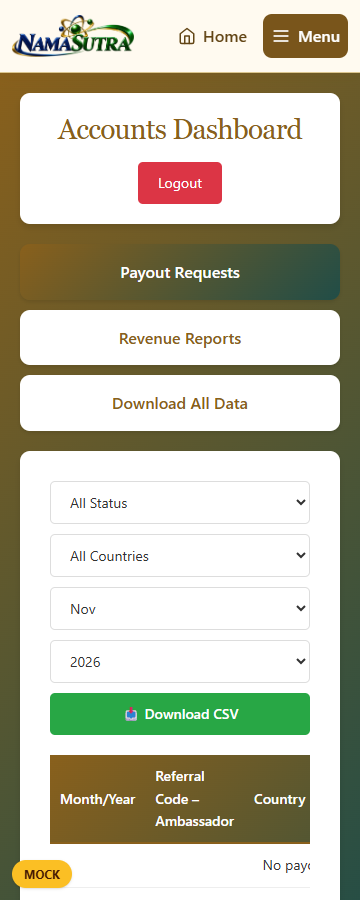 NAMASUTRA
Home
Menu
Accounts Dashboard
Logout
Payout Requests
Revenue Reports
Download All Data
All Status
All Countries
Nov
2026
Download CSV
Month/Year
Referral
Code –
Ambassador
Country
No payo
MOCK